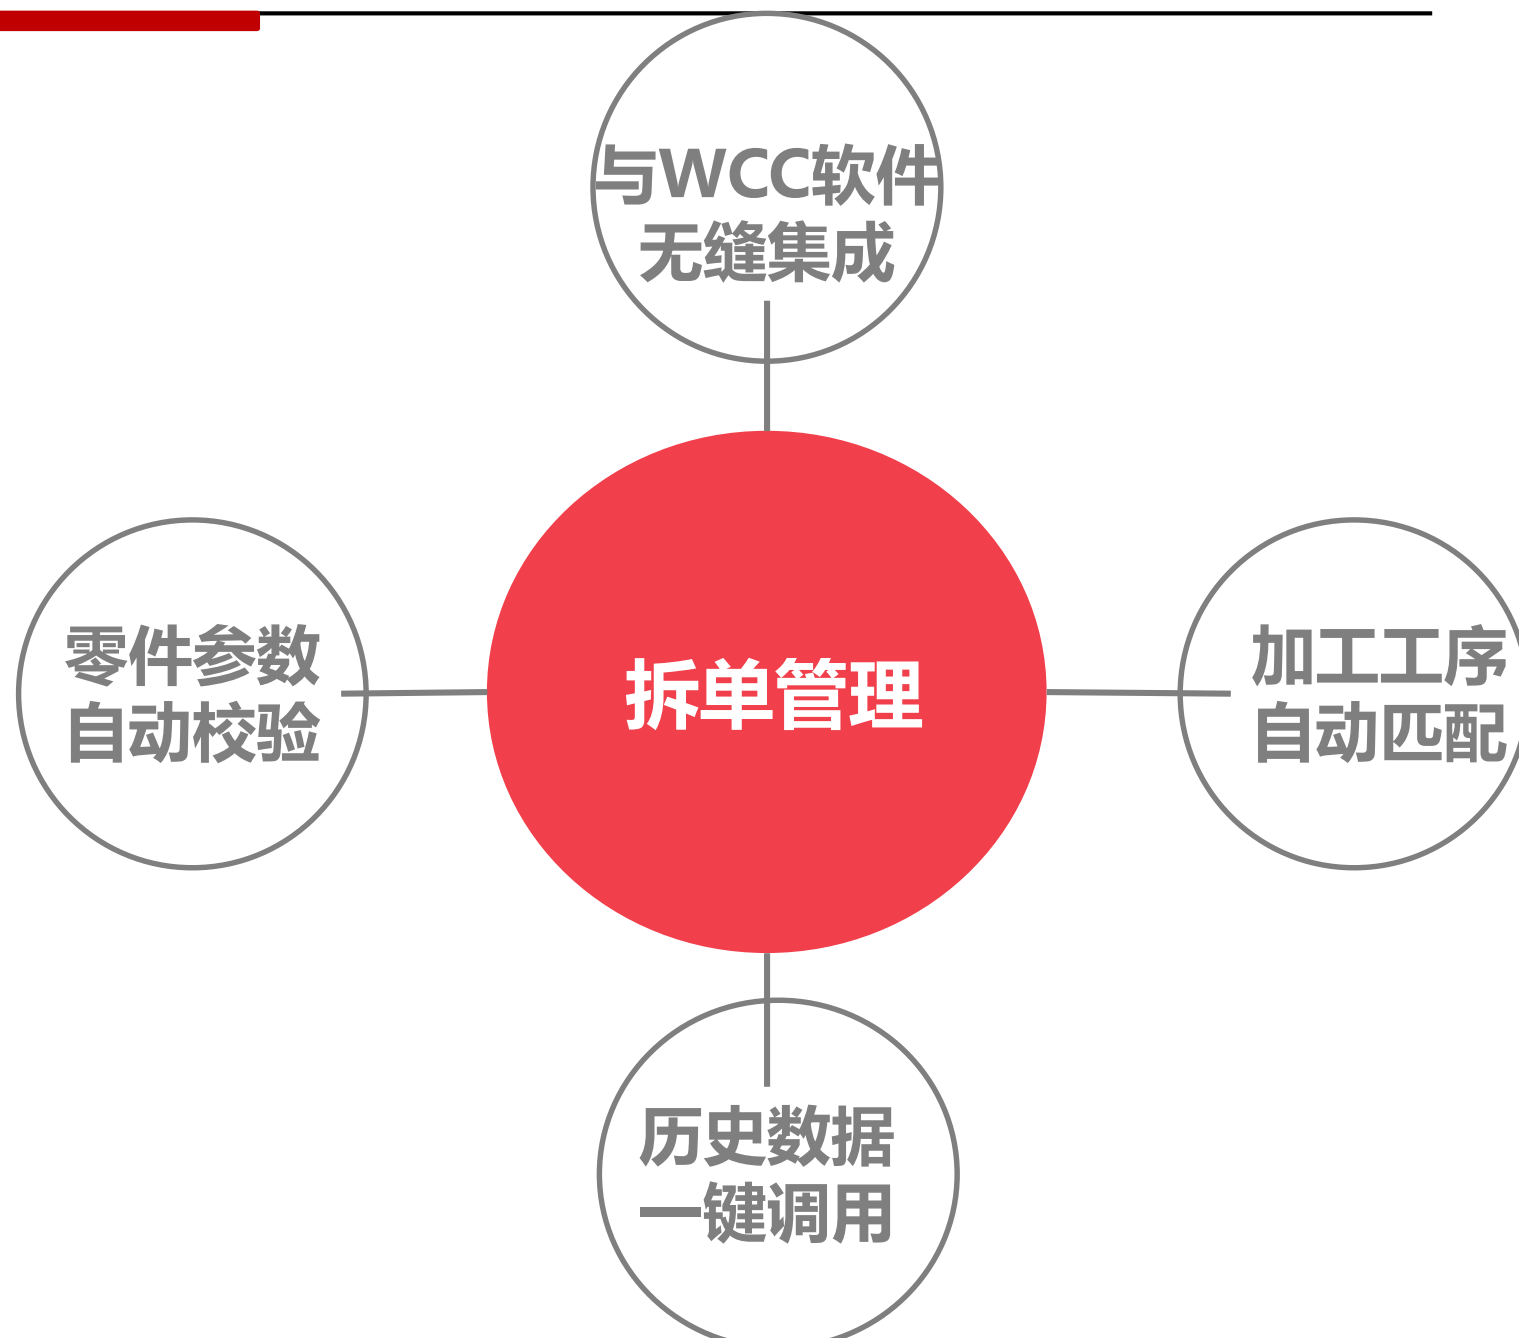 与WCC软件
无缝集成
零件参数
自动校验
拆单管理
加工工序
自动匹配
历史数据
一键调用